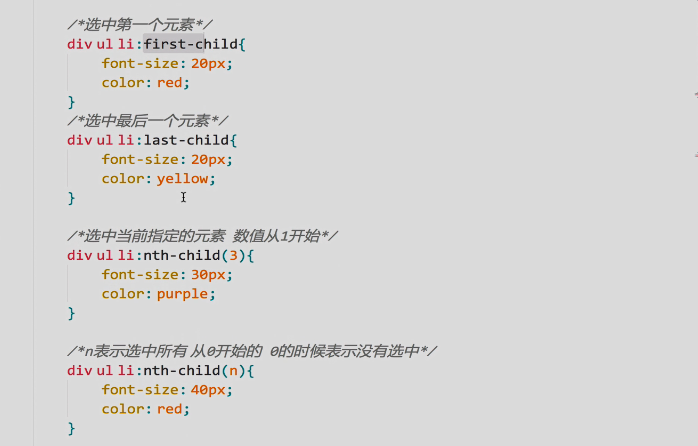 /*选中第一个元素*/
div ul li:first-child{
font-size: 20px;
color: red;
}
/*选中最后一个元素*/
div ul li:last-child{
font-size: 20px;
color: yellow;
}
/*选中当前指定的元素 数值从1开始*/
div ul li:nth-child(3){
font-size: 30px;
color: purple;
}
/*n表示选中所有 从0开始的 0的时候表示没有选中*/
div ul li:nth-child(n){
font-size: 40px;
color: red;
}